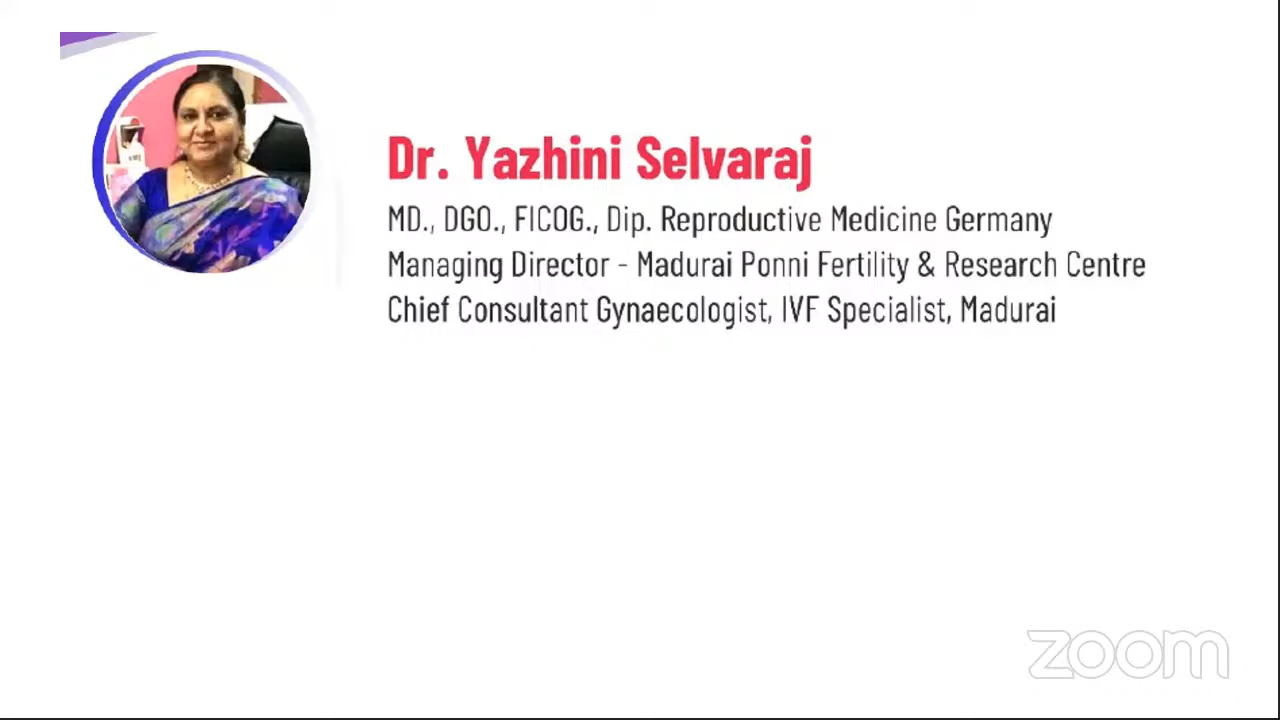 Dr. Yazhini Selvaraj
MD., DGO., FICOG., Dip. Reproductive Medicine Germany
Managing Director - Madurai Ponni Fertility & Research Centre
Chief Consultant Gynaecologist, IVF Specialist, Madurai
zoom